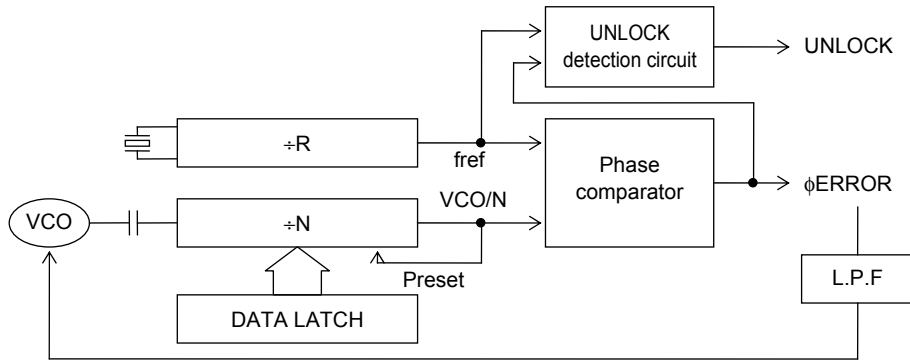 UNLOCK
detection circuit
UNLOCK
÷R
fref
Phase
comparator
VCO/N
ϕERROR
VCO
÷N
Preset
L.P.F
DATA LATCH